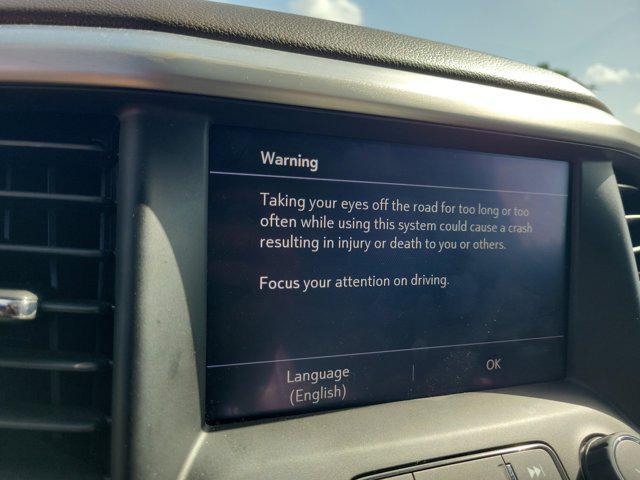 Warning
Taking your eyes off the road for too long or too
often while using this system could cause a crash
resulting in injury or death to you or others.
Focus your attention on driving.
Language
(English)
OK